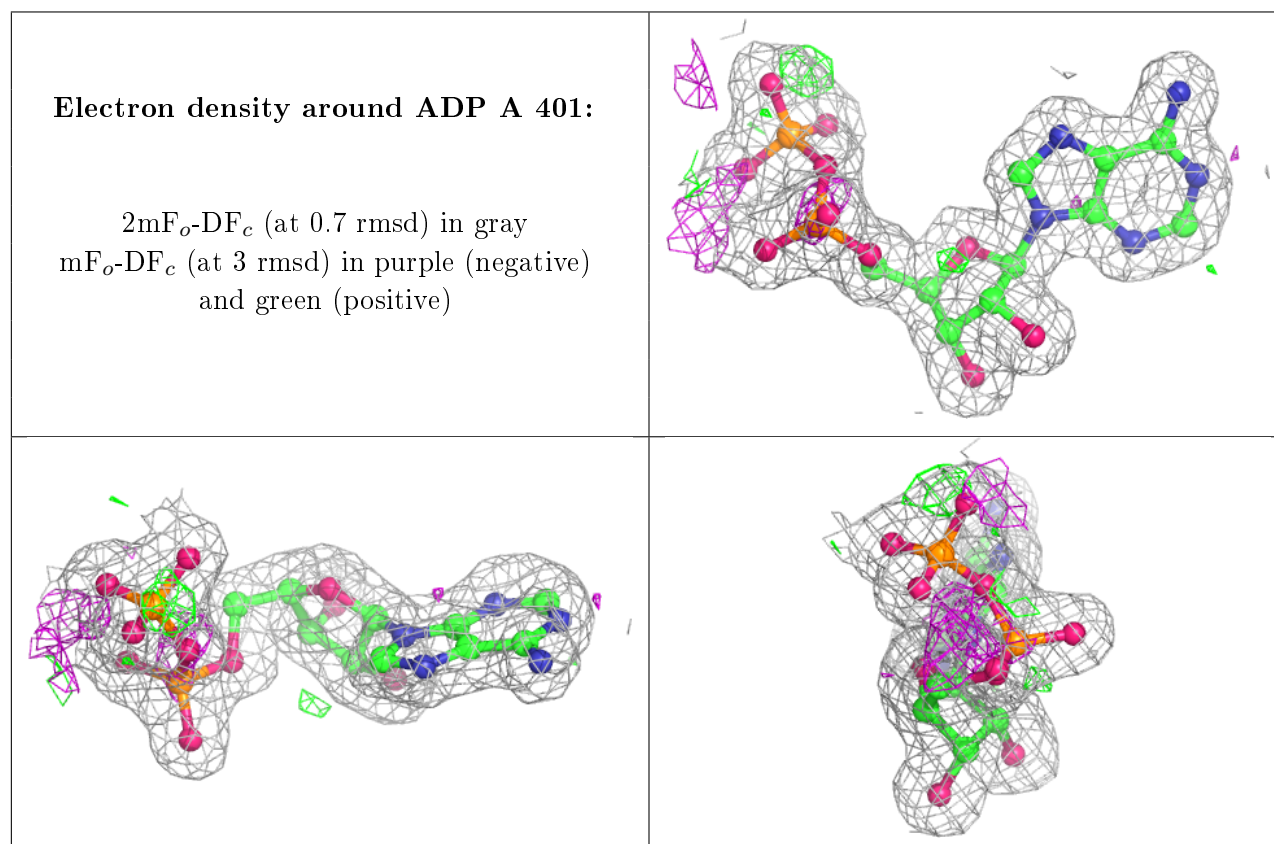 Electron density around ADP A 401:
2mFₒ-DF𝒸 (at 0.7 rmsd) in gray
mFₒ-DF𝒸 (at 3 rmsd) in purple (negative)
and green (positive)